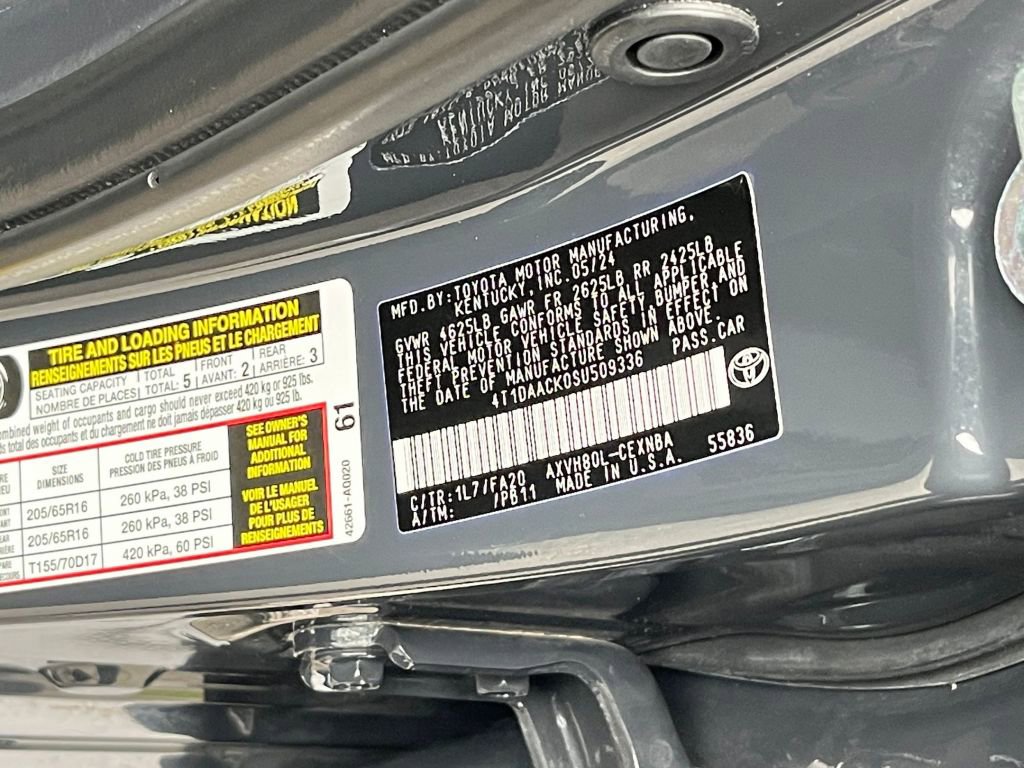 TIRE AND LOADING INFORMATION
RENSEIGNEMENTS SUR LES PNEUS ET LE CHARGEMENT
SEATING CAPACITY TOTAL 5 FRONT 2 REAR 3
NOMBRE DE PLACES TOTAL: AVANT: ARRIÈRE:
combined weight of occupants and cargo should never exceed 420 kg or 925 lbs.
total des occupants et du chargement ne doit jamais dépasser 420 kg ou 925 lb.
SIZE
DIMENSIONS
COLD TIRE PRESSURE
PRESSION DES PNEUS À FROID
205/65R16 260 kPa, 38 PSI
205/65R16 260 kPa, 38 PSI
T155/70D17 420 kPa, 60 PSI
SEE OWNER'S
MANUAL FOR
ADDITIONAL
INFORMATION
VOIR LE MANUEL
DE L'USAGER
POUR PLUS DE
RENSEIGNEMENTS
61
42661-A0020
MFD.BY:TOYOTA MOTOR MANUFACTURING,
KENTUCKY,INC.05/24
GVWR 4625LB GAWR FR 2625LB RR 2425LB
THIS VEHICLE CONFORMS TO ALL APPLICABLE
FEDERAL MOTOR VEHICLE SAFETY,BUMPER,AND
THEFT PREVENTION STANDARDS IN EFFECT ON
THE DATE OF MANUFACTURE SHOWN ABOVE.
4T1DAACK0SU509336 PASS.CAR
C/TR:1L7/FA20 AXVH80L-CEXNBA 55836
A/TM: /PB11 MADE IN U.S.A.